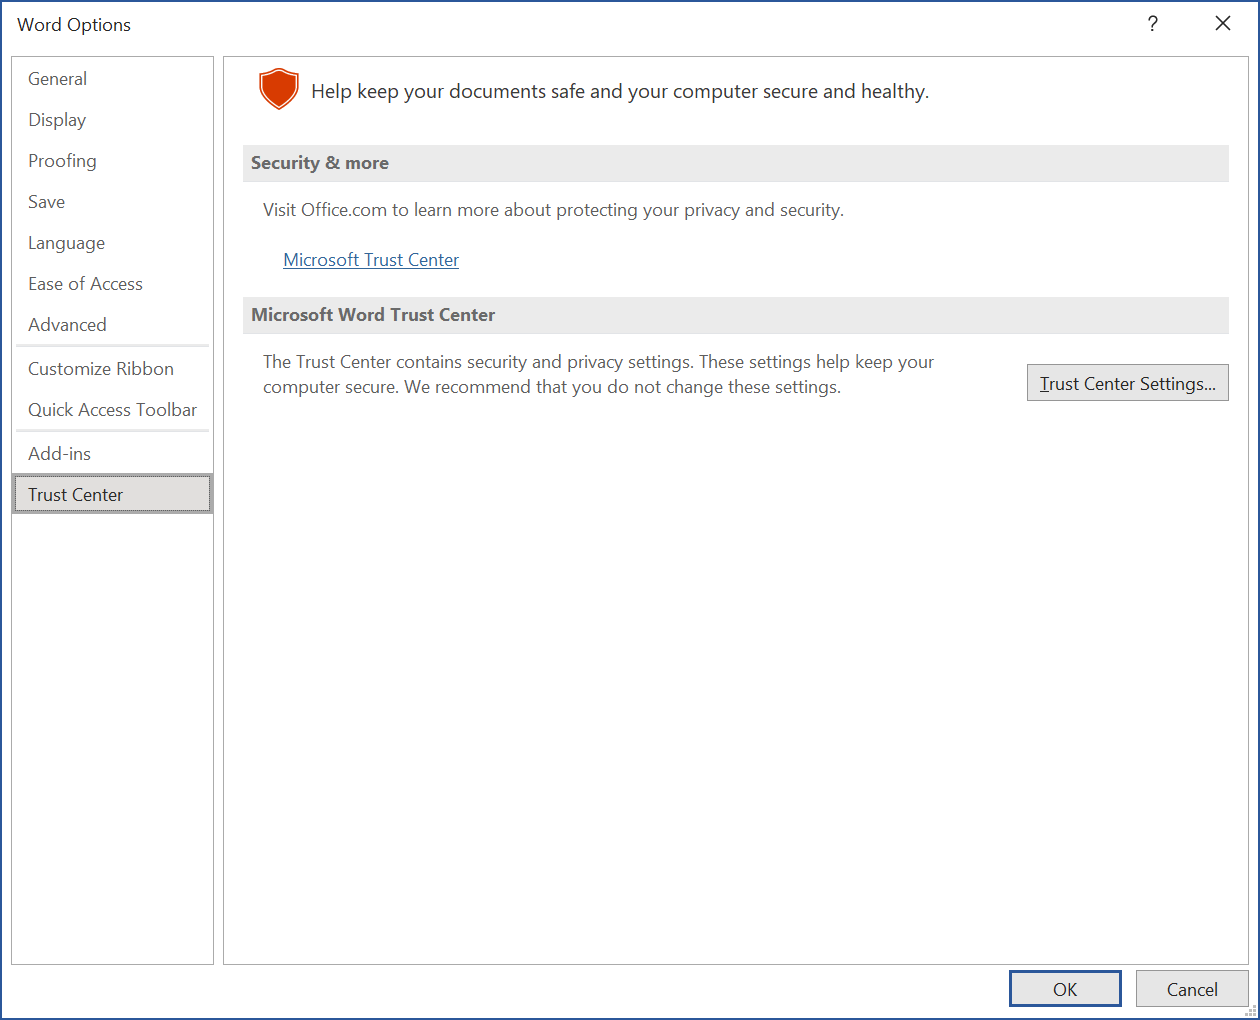 Word Options
?
General
Display
Proofing
Save
Language
Ease of Access
Advanced
Customize Ribbon
Quick Access Toolbar
Add-ins
Trust Center
Help keep your documents safe and your computer secure and healthy.
Security & more
Visit Office.com to learn more about protecting your privacy and security.
Microsoft Trust Center
Microsoft Word Trust Center
The Trust Center contains security and privacy settings. These settings help keep your
computer secure. We recommend that you do not change these settings.
Trust Center Settings...
OK
Cancel